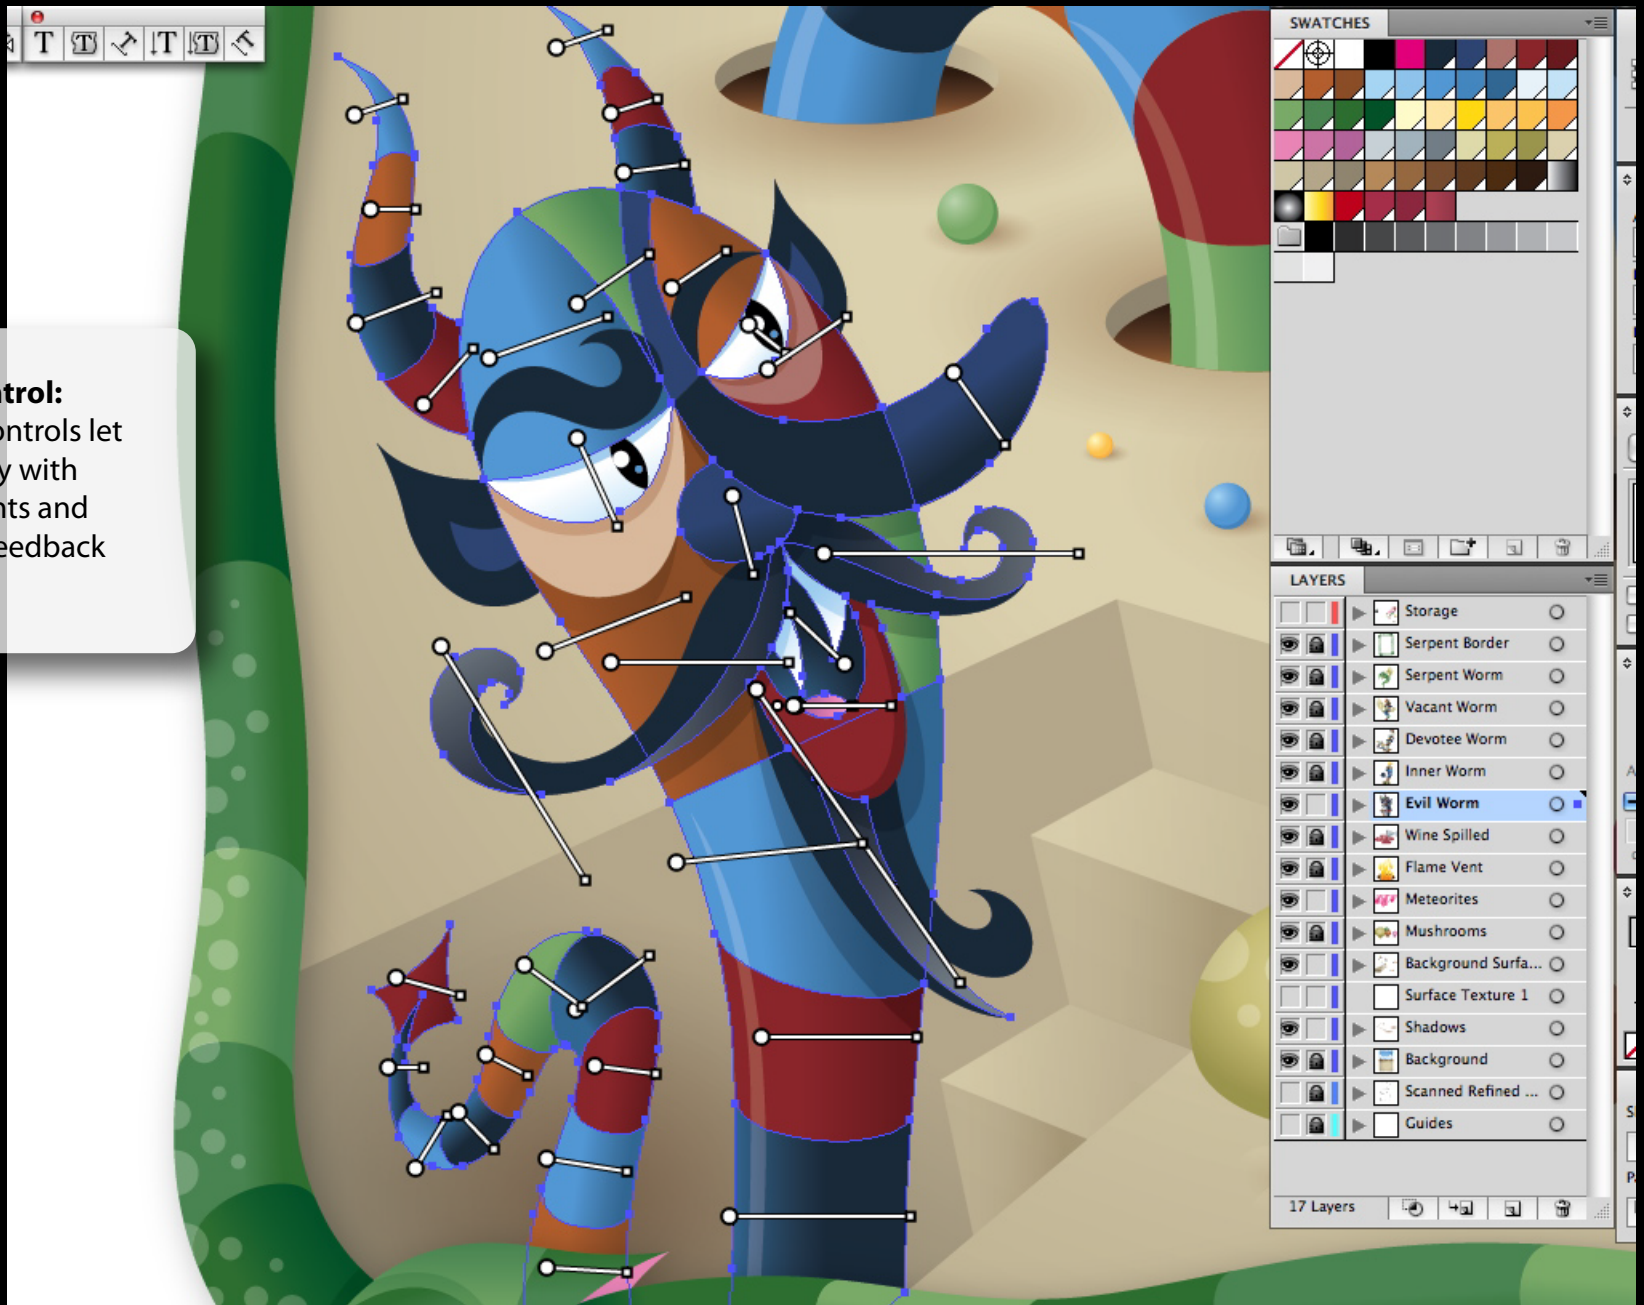 T T T T T T
trol:
ontrols let
y with
nts and
eedback
SWATCHES
LAYERS
Storage
Serpent Border
Serpent Worm
Vacant Worm
Devotee Worm
Inner Worm
Evil Worm
Wine Spilled
Flame Vent
Meteorites
Mushrooms
Background Surfa...
Surface Texture 1
Shadows
Background
Scanned Refined ...
Guides
17 Layers